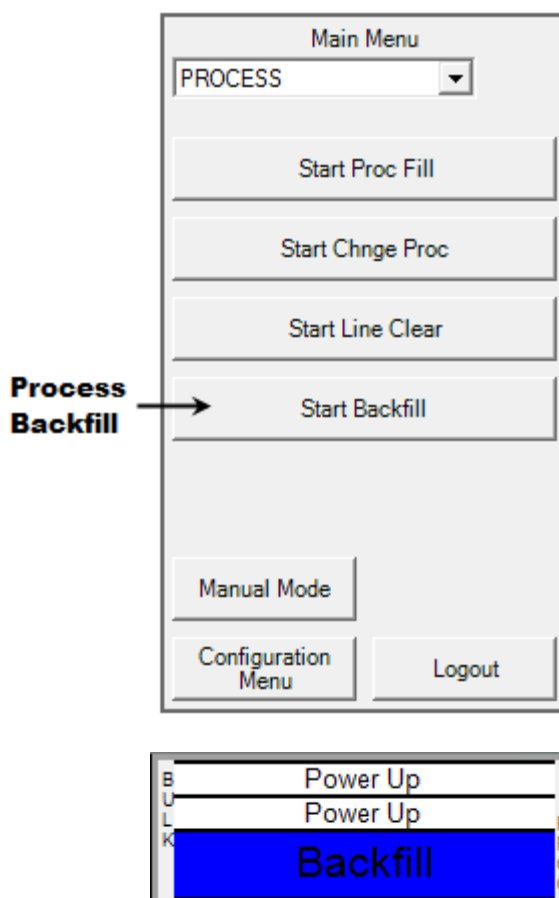 Main Menu
PROCESS
Start Proc Fill
Start Chnge Proc
Start Line Clear
Process
Backfill
Start Backfill
Manual Mode
Configuration
Menu
Logout
BULK
Power Up
Power Up
Backfill